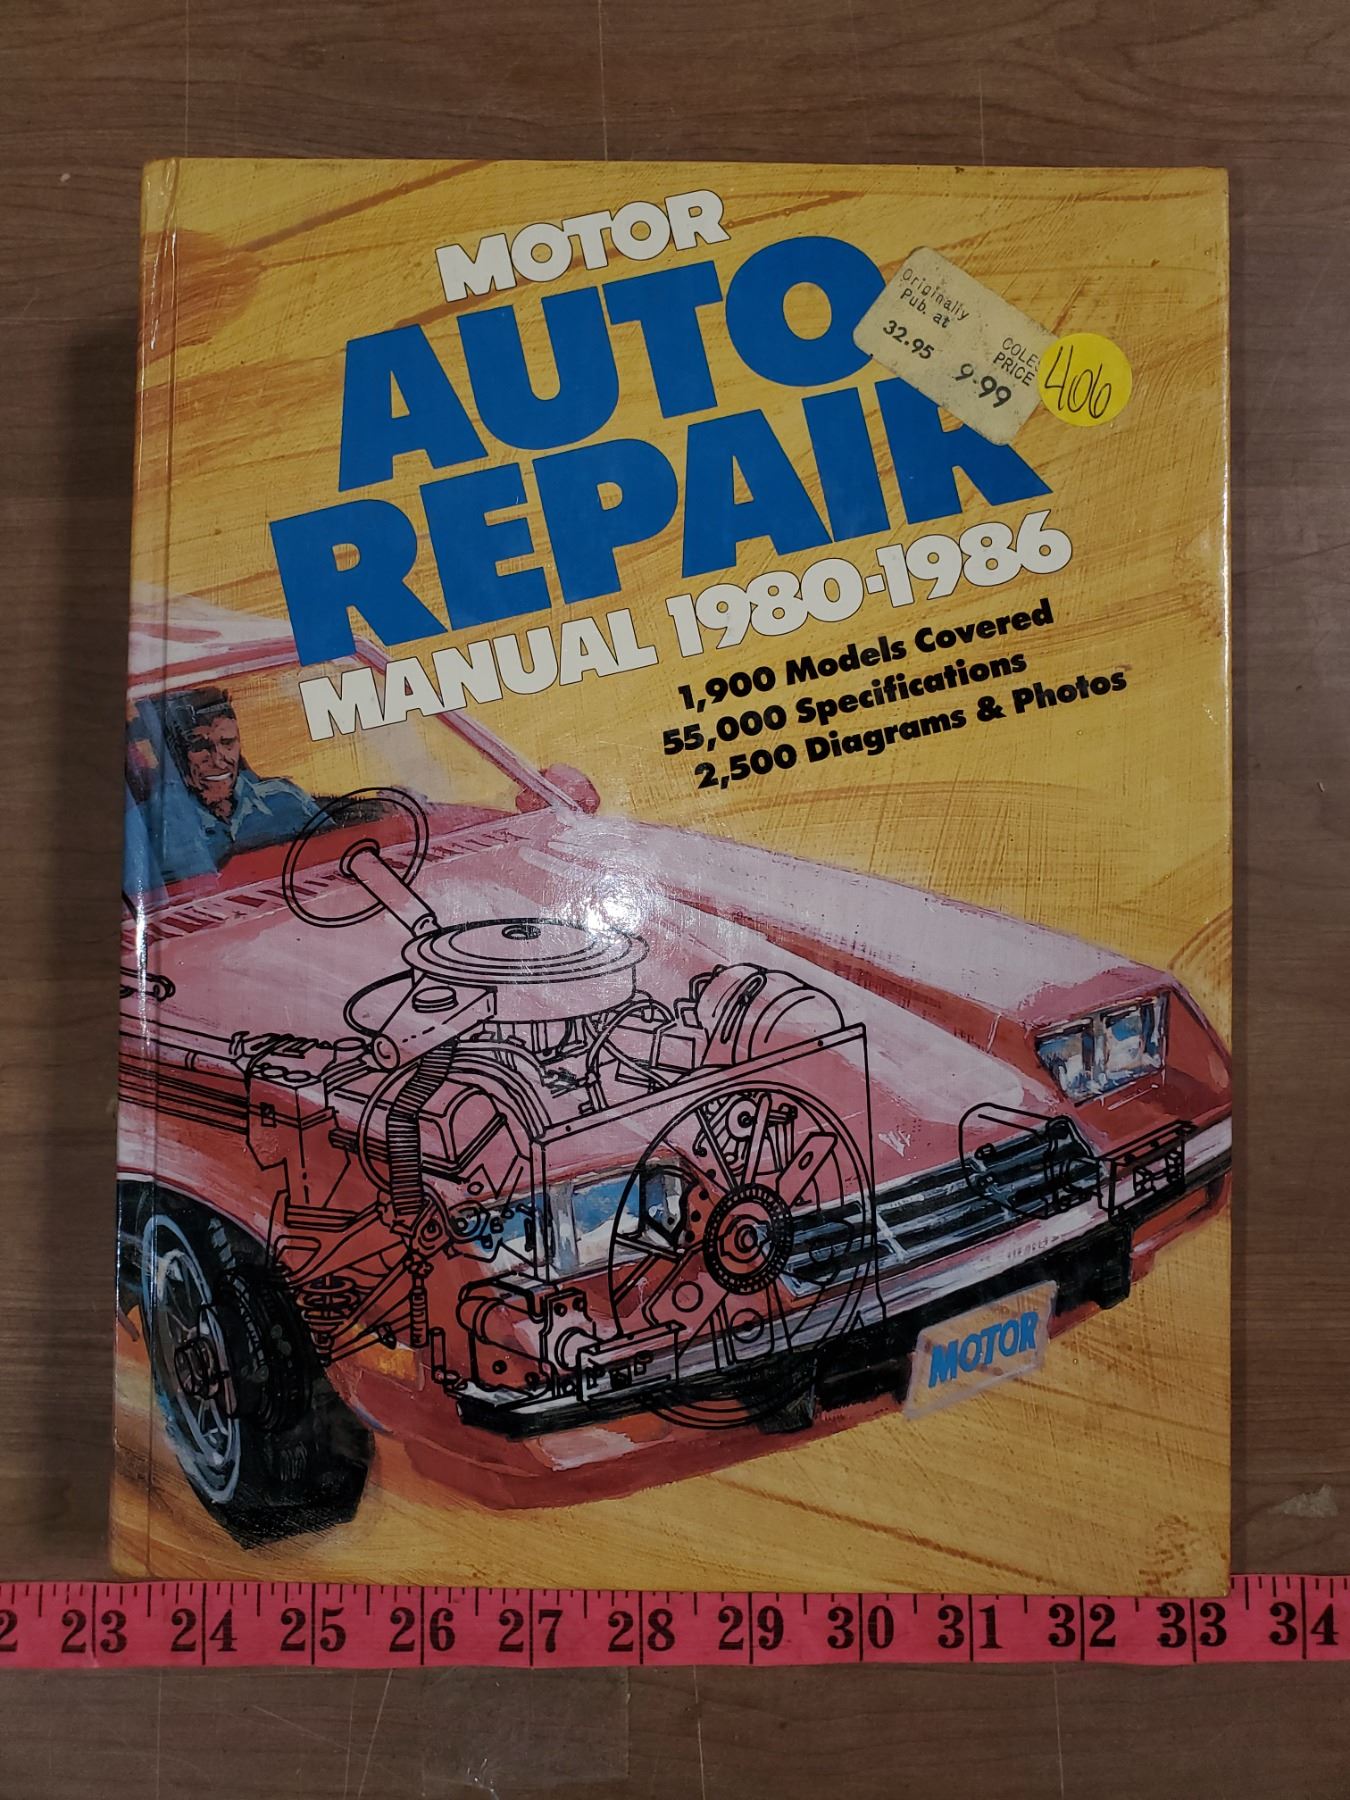 MOTOR
AUTO
REPAIR
MANUAL 1980-1986
1,900 Models Covered
55,000 Specifications
2,500 Diagrams & Photos
Originally
Pub. at
32.95
COLES
PRICE
9.99
406
MOTOR
2 23 24 25 26 27 28 29 30 31 32 33 34